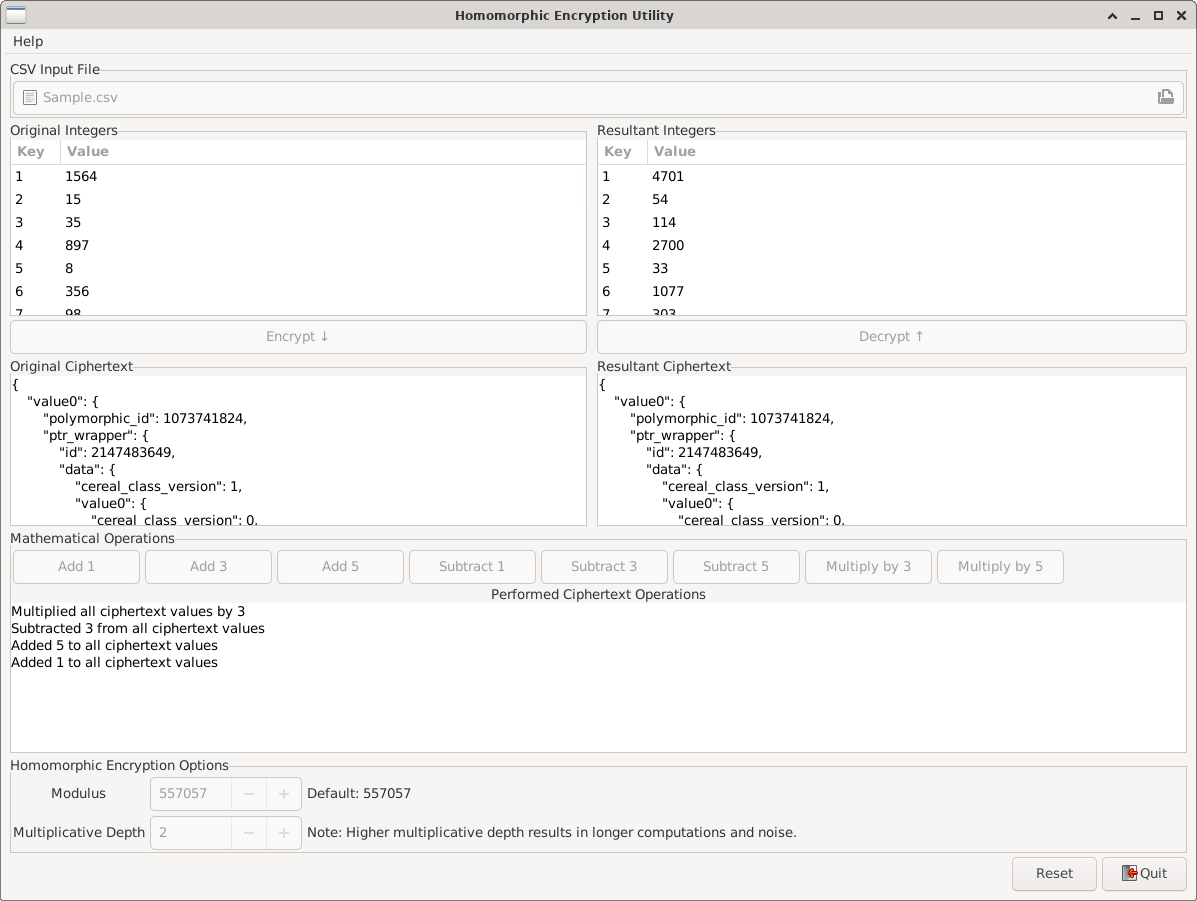 Homomorphic Encryption Utility
Help
CSV Input File
Sample.csv
Original Integers
Key Value
1 1564
2 15
3 35
4 897
5 8
6 356
7 98
Resultant Integers
Key Value
1 4701
2 54
3 114
4 2700
5 33
6 1077
7 303
Encrypt ↓
Decrypt ↑
Original Ciphertext
{
"value0": {
"polymorphic_id": 1073741824,
"ptr_wrapper": {
"id": 2147483649,
"data": {
"cereal_class_version": 1,
"value0": {
"cereal_class_version": 0,
Resultant Ciphertext
{
"value0": {
"polymorphic_id": 1073741824,
"ptr_wrapper": {
"id": 2147483649,
"data": {
"cereal_class_version": 1,
"value0": {
"cereal_class_version": 0,
Mathematical Operations
Add 1 Add 3 Add 5 Subtract 1 Subtract 3 Subtract 5 Multiply by 3 Multiply by 5
Performed Ciphertext Operations
Multiplied all ciphertext values by 3
Subtracted 3 from all ciphertext values
Added 5 to all ciphertext values
Added 1 to all ciphertext values
Homomorphic Encryption Options
Modulus 557057 − + Default: 557057
Multiplicative Depth 2 − + Note: Higher multiplicative depth results in longer computations and noise.
Reset Quit